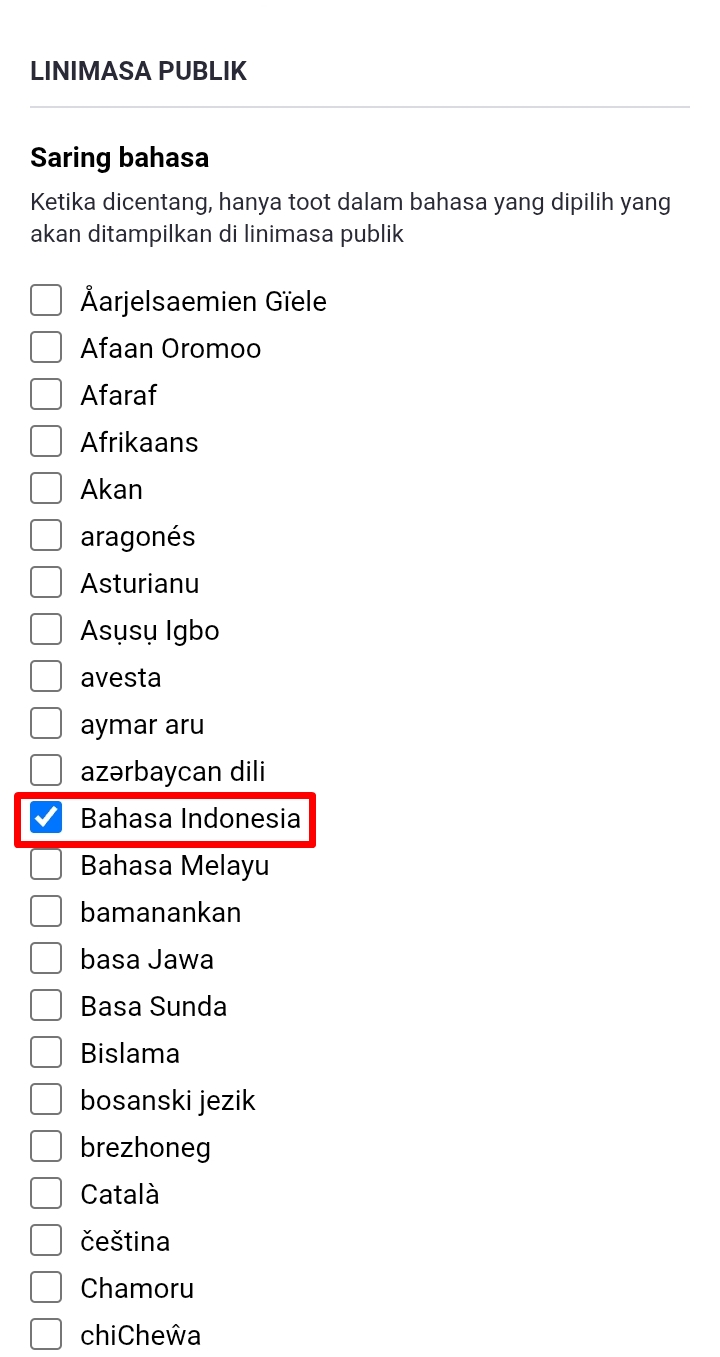 LINIMASA PUBLIK
Saring bahasa
Ketika dicentang, hanya toot dalam bahasa yang dipilih yang
akan ditampilkan di linimasa publik
Åarjelsaemien Gïele
Afaan Oromoo
Afaraf
Afrikaans
Akan
aragonés
Asturianu
Asụsụ Igbo
avesta
aymar aru
azərbaycan dili
Bahasa Indonesia
Bahasa Melayu
bamanankan
basa Jawa
Basa Sunda
Bislama
bosanski jezik
brezhoneg
Català
čeština
Chamoru
chiCheŵa